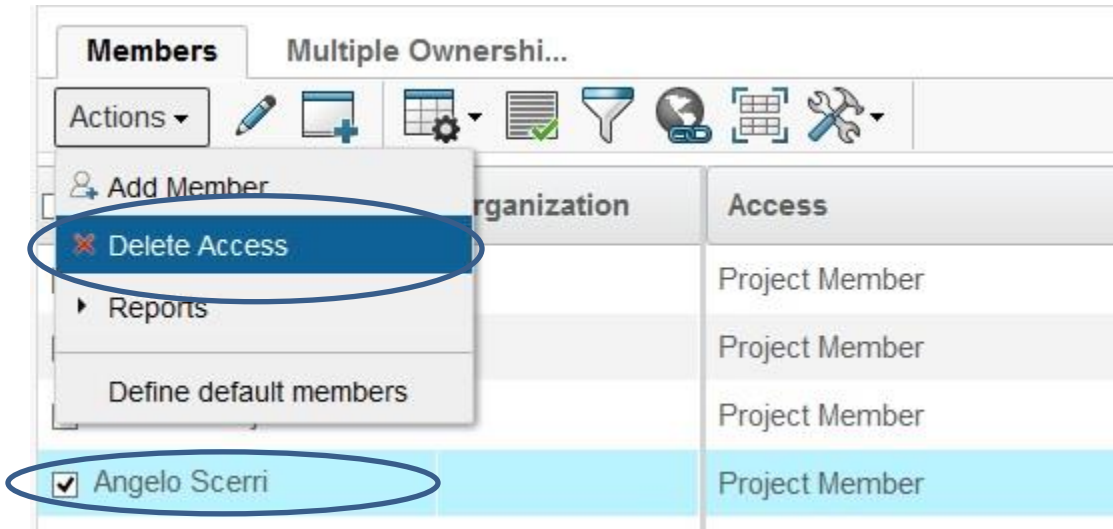 Members Multiple Ownershi...
Actions
Add Member
rganization Access
Delete Access
Project Member
Reports
Project Member
Define default members
Project Member
Angelo Scerri Project Member